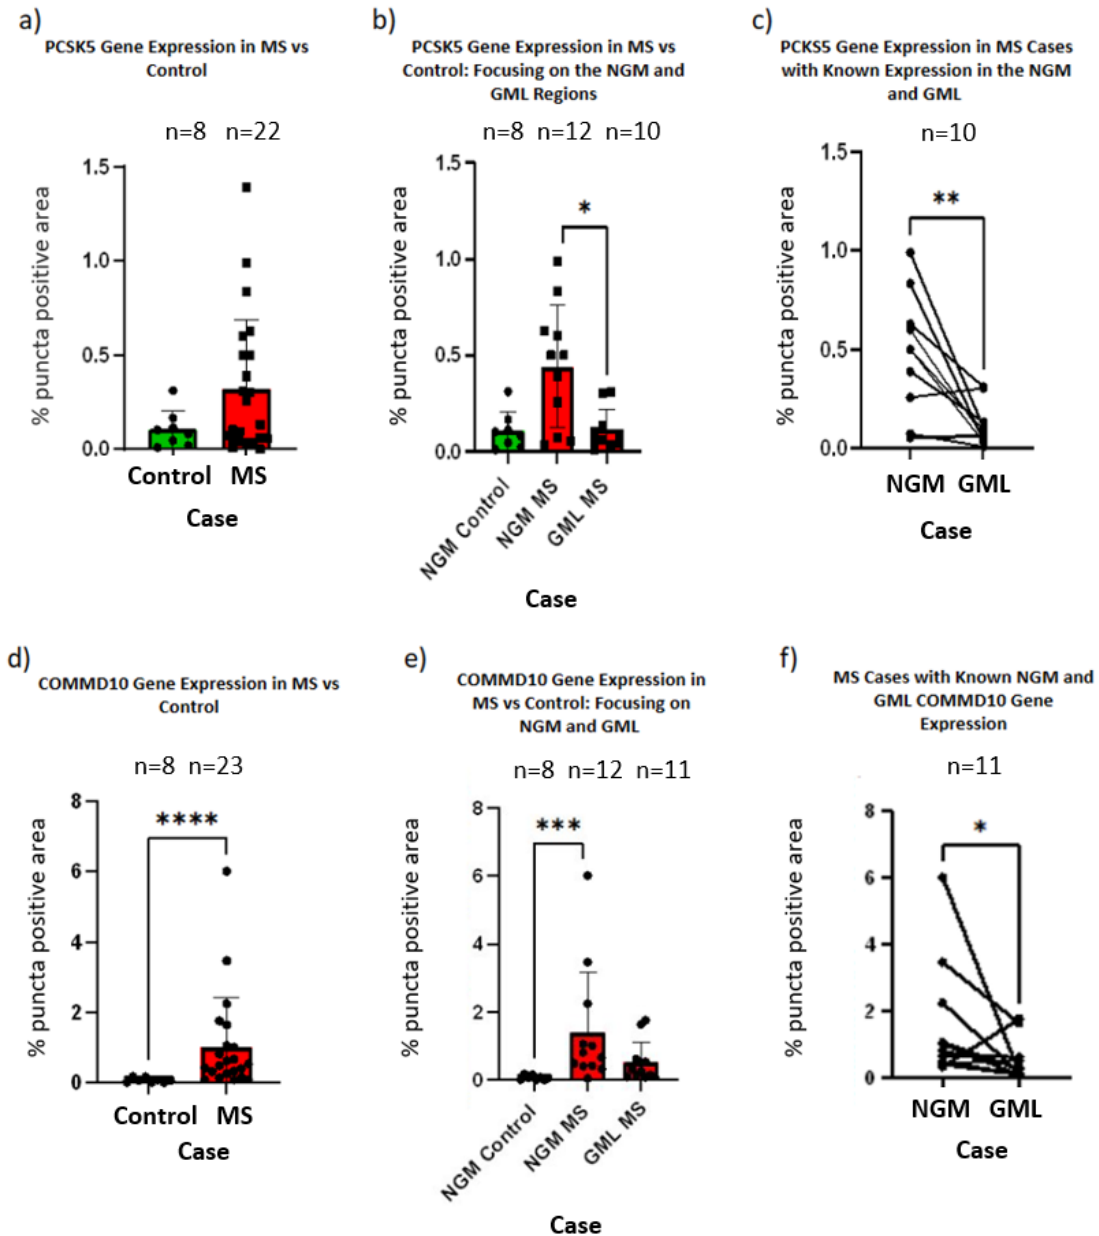 a)
PCSK5 Gene Expression in MS vs
Control
n=8 n=22
% puncta positive area
1.5
1.0
0.5
0.0
Control MS
Case
b)
PCSK5 Gene Expression in MS vs
Control: Focusing on the NGM and
GML Regions
n=8 n=12 n=10
% puncta positive area
1.5
1.0
0.5
0.0
*
NGM Control
NGM MS
GML MS
Case
c)
PCKS5 Gene Expression in MS Cases
with Known Expression in the NGM
and GML
n=10
% puncta positive area
1.5
1.0
0.5
0.0
**
NGM GML
Case
d)
COMMD10 Gene Expression in MS vs
Control
n=8 n=23
% puncta positive area
8
6
4
2
0
****
Control MS
Case
e)
COMMD10 Gene Expression in
MS vs Control: Focusing on
NGM and GML
n=8 n=12 n=11
% puncta positive area
8
6
4
2
0
***
NGM Control
NGM MS
GML MS
Case
f)
MS Cases with Known NGM and
GML COMMD10 Gene
Expression
n=11
% puncta positive area
8
6
4
2
0
*
NGM GML
Case